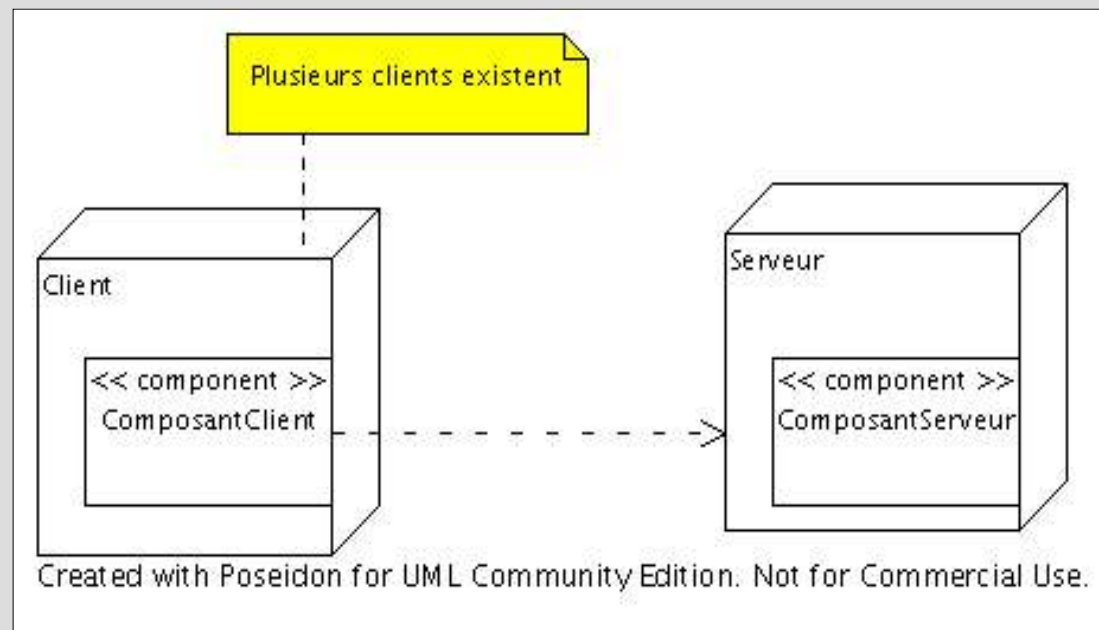 Plusieurs clients existent
Client
<< component >>
ComposantClient
Serveur
<< component >>
ComposantServeur
Created with Poseidon for UML Community Edition. Not for Commercial Use.